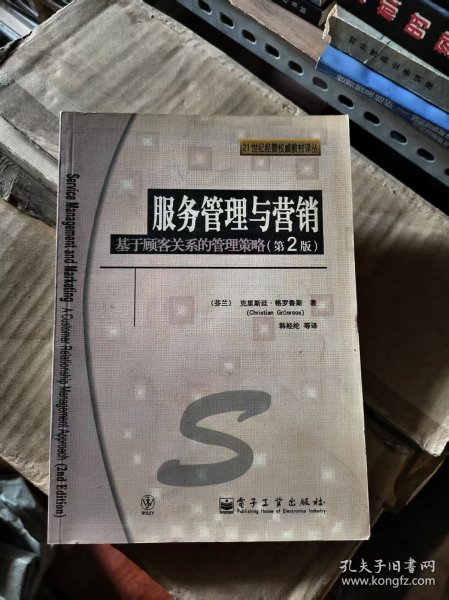 21世纪经管权威教材译丛
服务管理与营销
基于顾客关系的管理策略(第2版)
(芬兰) 克里斯廷·格罗鲁斯 著
(Christian Grönroos)
韩经纶 等译
Service Management and Marketing
A Customer Relationship Management Approach (2nd Edition)
S
WILEY
电子工业出版社
Publishing House of Electronics Industry
孔夫子旧书网
www.kongfz.com